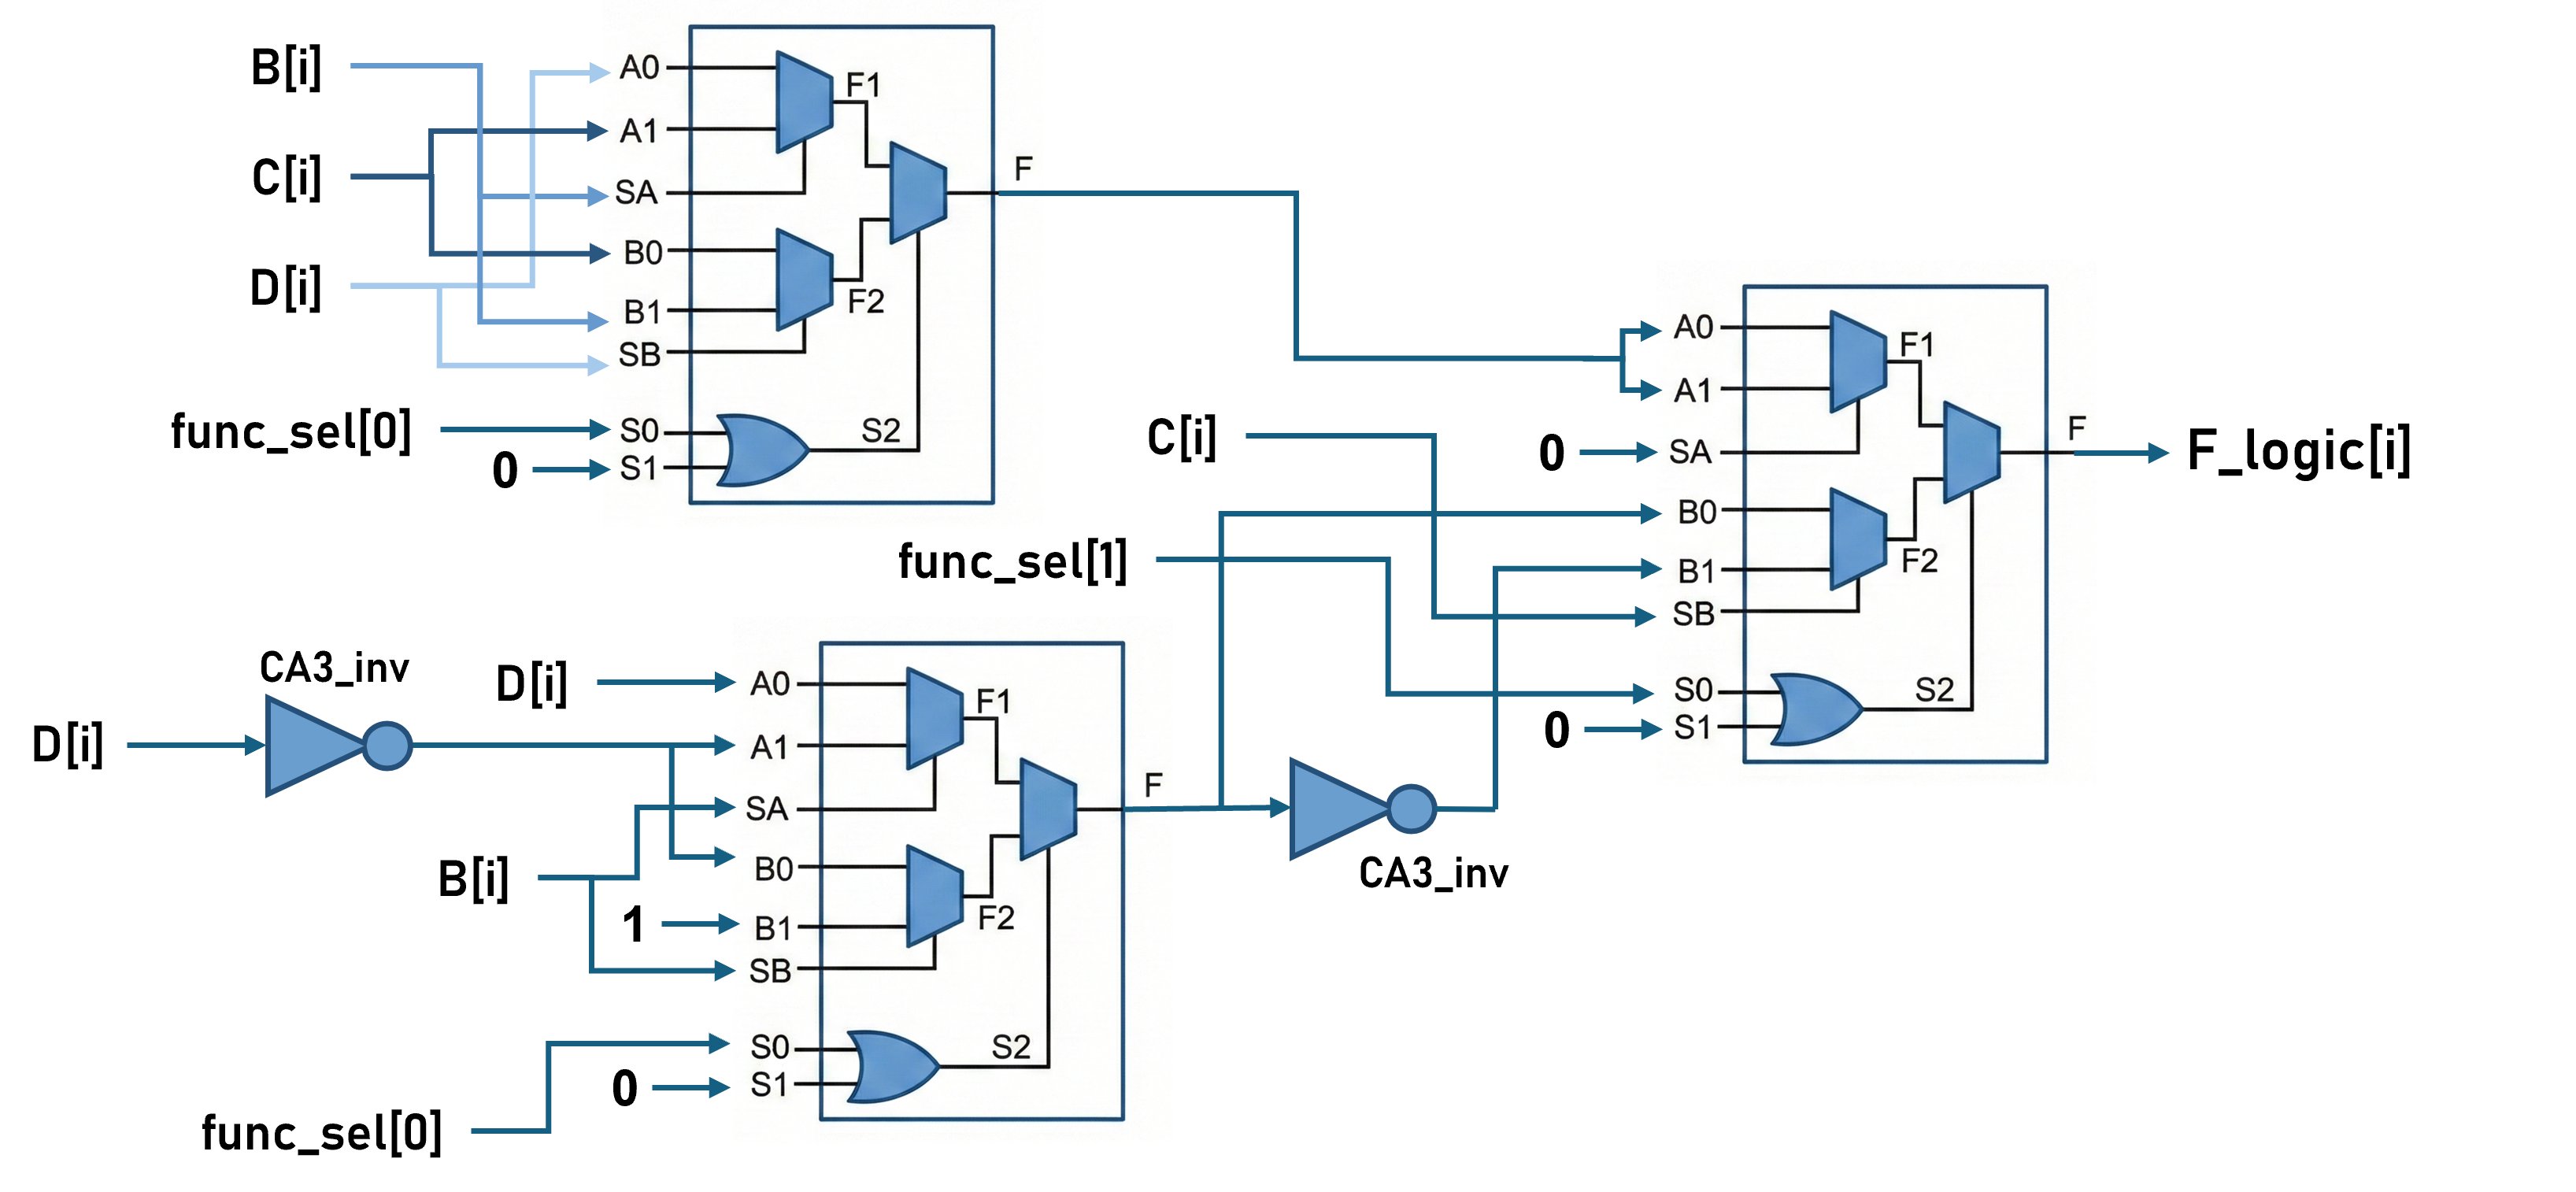 B[i]
C[i]
D[i]
func_sel[0]
0
A0
A1
SA
B0
B1
SB
S0
S1
F1
F2
S2
F
C[i]
func_sel[1]
0
0
A0
A1
SA
B0
B1
SB
S0
S1
F1
F2
S2
F
F_logic[i]
CA3_inv
D[i]
D[i]
B[i]
1
0
func_sel[0]
A0
A1
SA
B0
B1
SB
S0
S1
F1
F2
S2
F
CA3_inv